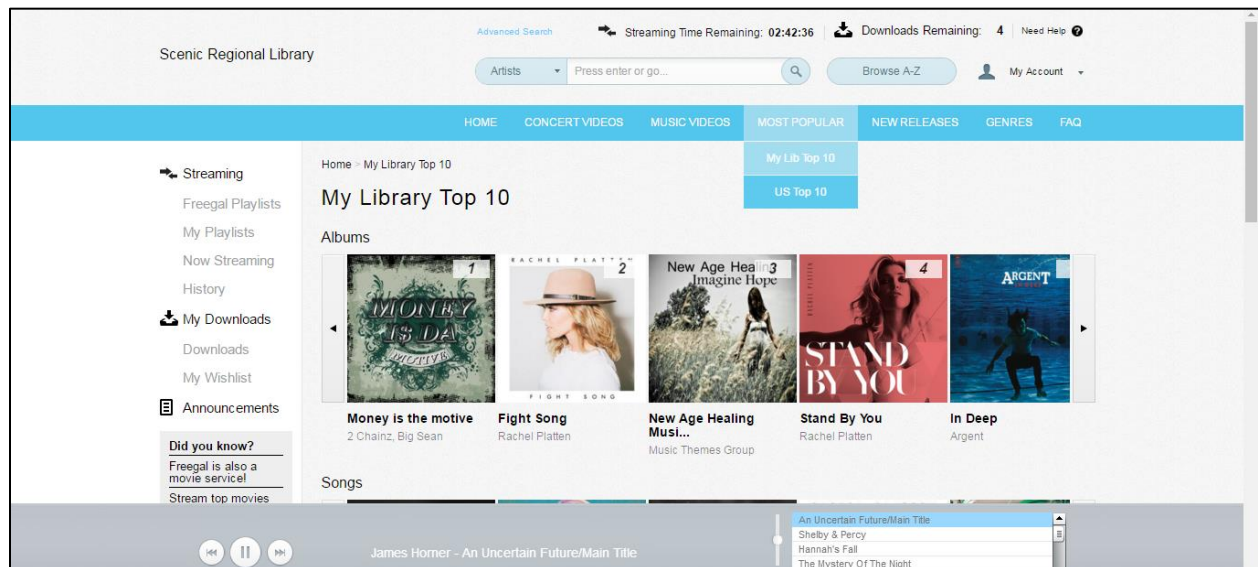 Advanced Search
Streaming Time Remaining: 02:42:36
Downloads Remaining: 4
Need Help
Scenic Regional Library
Artists
Press enter or go...
Browse A-Z
My Account
HOME CONCERT VIDEOS MUSIC VIDEOS MOST POPULAR NEW RELEASES GENRES FAQ
My Lib Top 10
US Top 10
Streaming
Freegal Playlists
My Playlists
Now Streaming
History
My Downloads
Downloads
My Wishlist
Announcements
Did you know?
Freegal is also a
movie service!
Stream top movies
Home > My Library Top 10
My Library Top 10
Albums
1
MONEY
IS DA
MOTIVE
RACHEL PLATTEN
2
FIGHT SONG
New Age Healing
3
Imagine Hope
RACHEL PLATTEN
4
STAND
BY YOU
ARGENT
IN DEEP
Money is the motive
2 Chainz, Big Sean
Fight Song
Rachel Platten
New Age Healing
Musi...
Music Themes Group
Stand By You
Rachel Platten
In Deep
Argent
Songs
James Horner - An Uncertain Future/Main Title
An Uncertain Future/Main Title
Shelby & Percy
Hannah's Fall
The Mystery Of The Night